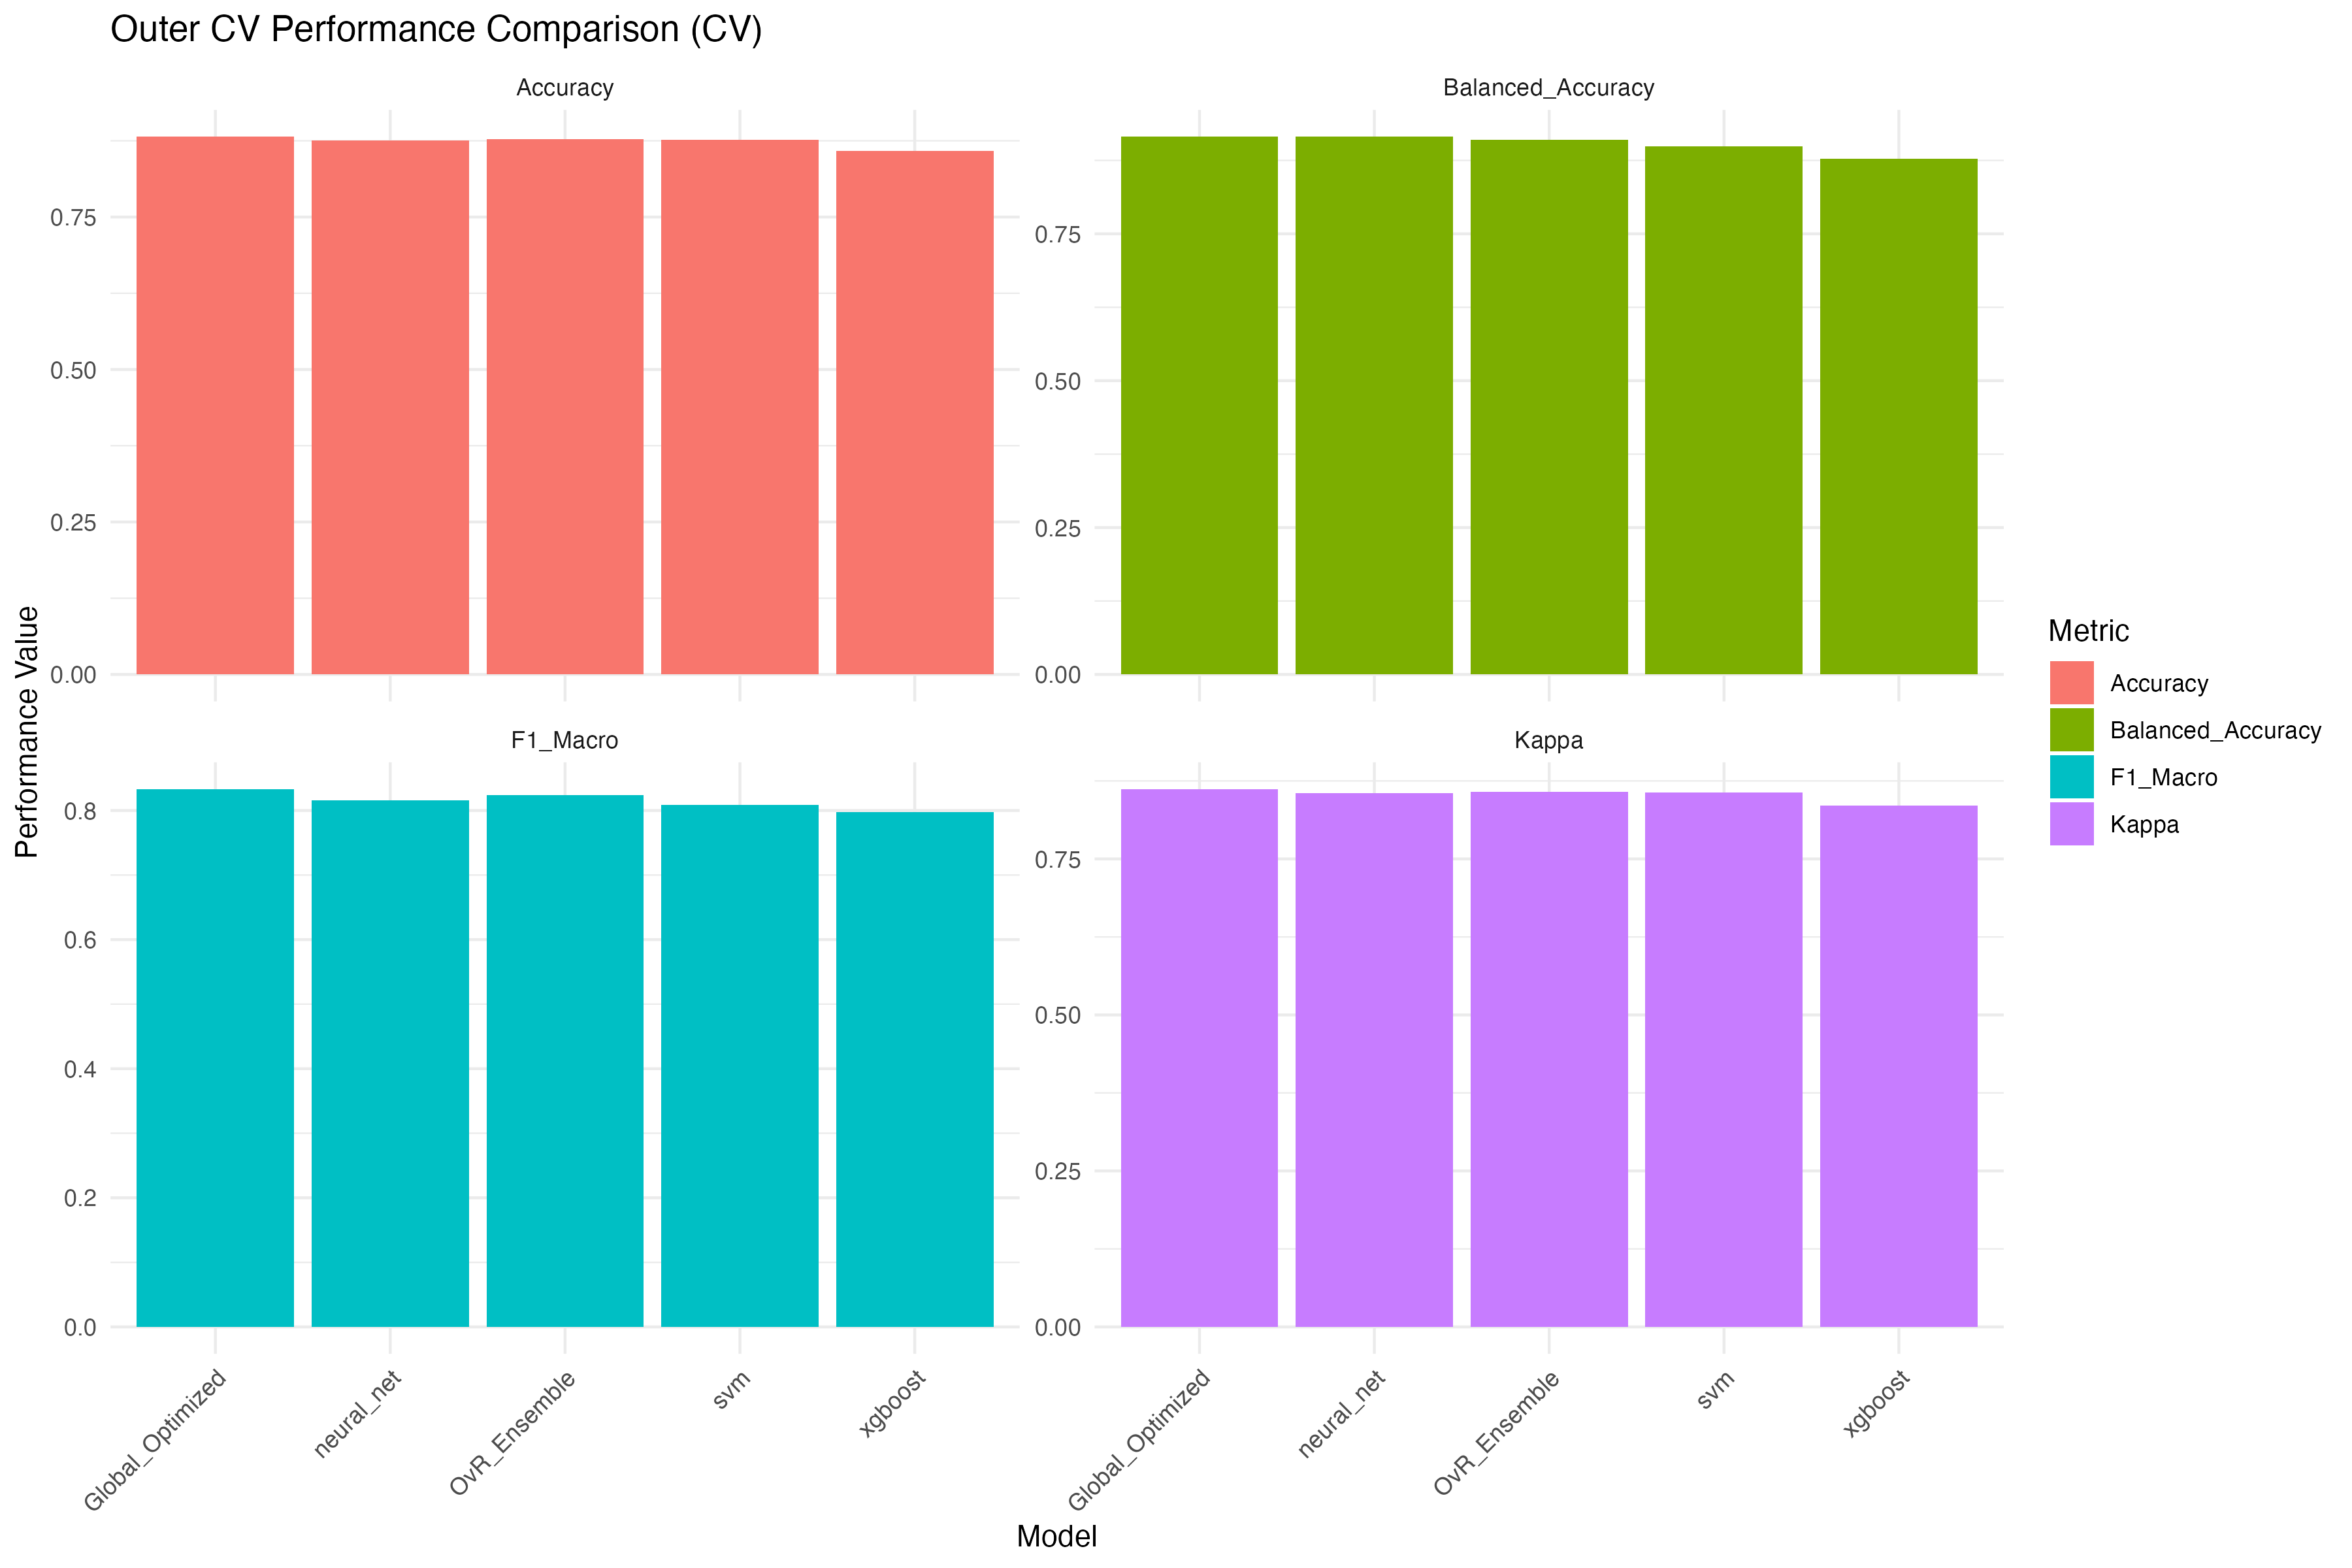 Outer CV Performance Comparison (CV)
Accuracy
Balanced_Accuracy
0.75
0.50
0.25
0.00
0.75
0.50
0.25
0.00
F1_Macro
Kappa
0.8
0.6
0.4
0.2
0.0
0.75
0.50
0.25
0.00
Global_Optimized
neural_net
OvR_Ensemble
svm
xgboost
Global_Optimized
neural_net
OvR_Ensemble
svm
xgboost
Model
Performance Value
Metric
Accuracy
Balanced_Accuracy
F1_Macro
Kappa